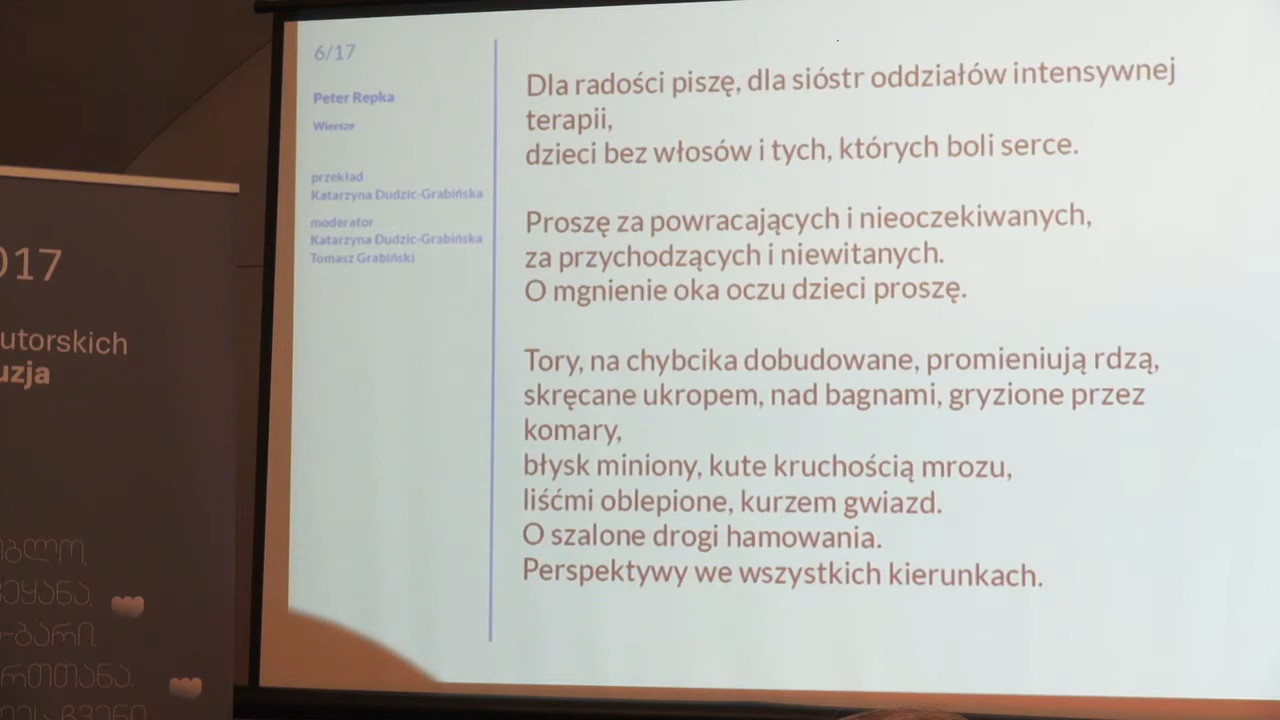 6/17
Peter Repka
Wiersze
przekład
Katarzyna Dudzic-Grabińska
moderator
Katarzyna Dudzic-Grabińska
Tomasz Grabiński
Dla radości piszę, dla sióstr oddziałów intensywnej
terapii,
dzieci bez włosów i tych, których boli serce.
Proszę za powracających i nieoczekiwanych,
za przychodzących i niewitanych.
O mgnienie oka oczu dzieci proszę.
Tory, na chybcika dobudowane, promieniują rdzą,
skręcane ukropem, nad bagnami, gryzione przez
komary,
błysk miniony, kute kruchością mrozu,
liśćmi oblepione, kurzem gwiazd.
O szalone drogi hamowania.
Perspektywy we wszystkich kierunkach.
017
utorskich
uzja